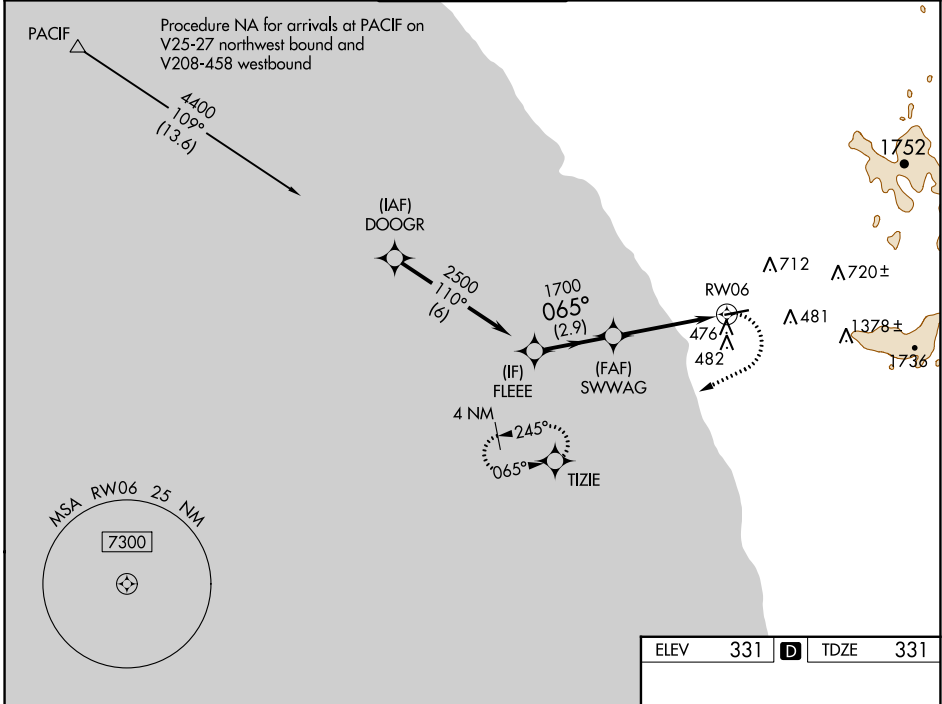 PACIF
Procedure NA for arrivals at PACIF on
V25-27 northwest bound and
V208-458 westbound
4400
109°
(13.6)
1752
(IAF)
DOOGR
2500
110°
(6)
1700
065°
(2.9)
712
720±
RW06
481
476
1378±
482
1736
(IF)
FLEEE
(FAF)
SWWAG
4 NM
245°
065°
TIZIE
MSA RW06 25 NM
7300
ELEV 331 D TDZE 331